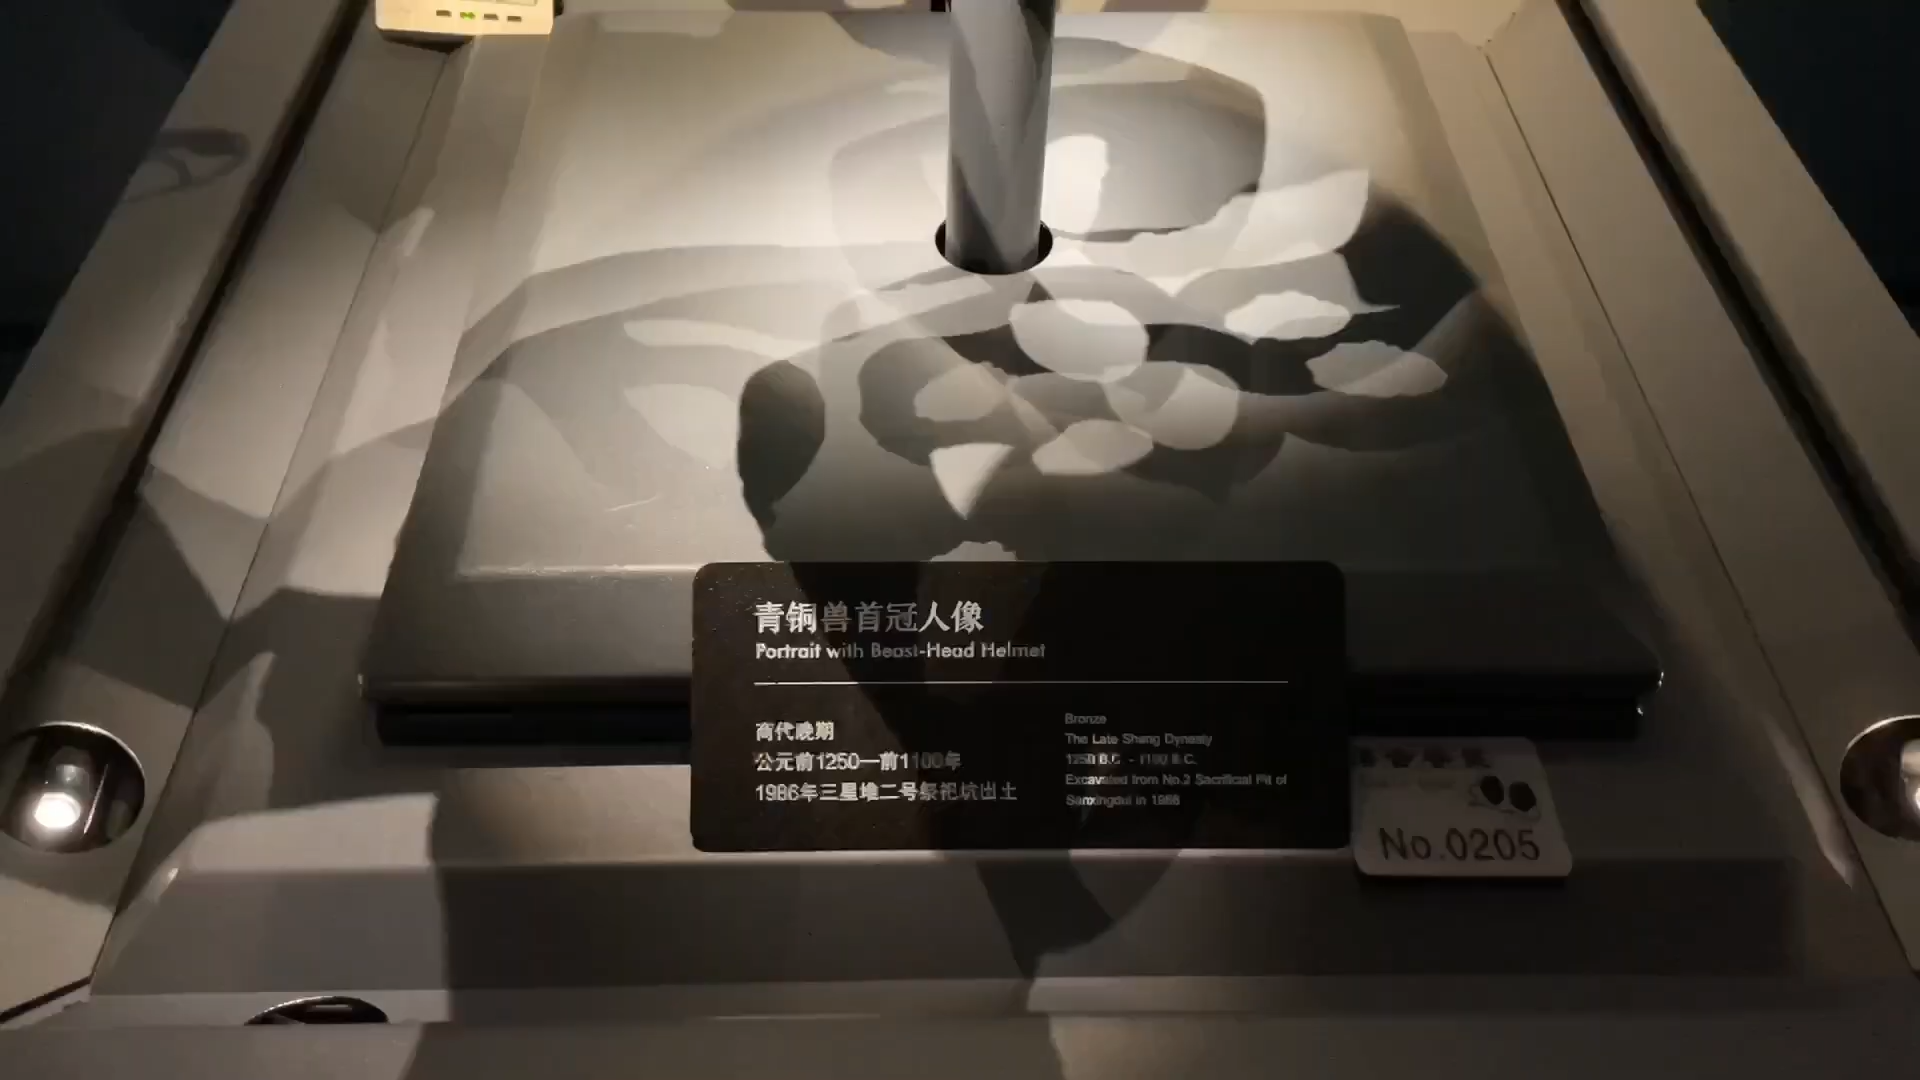 青铜兽首冠人像
Portrait with Beast-Head Helmet
商代晚期
公元前1250—前1100年
1986年三星堆二号祭祀坑出土
Bronze
The Late Shang Dynasty
1250 B.C. - 1100 B.C.
Excavated from No.2 Sacrificial Pit of
Sanxingdui in 1986
No.0205